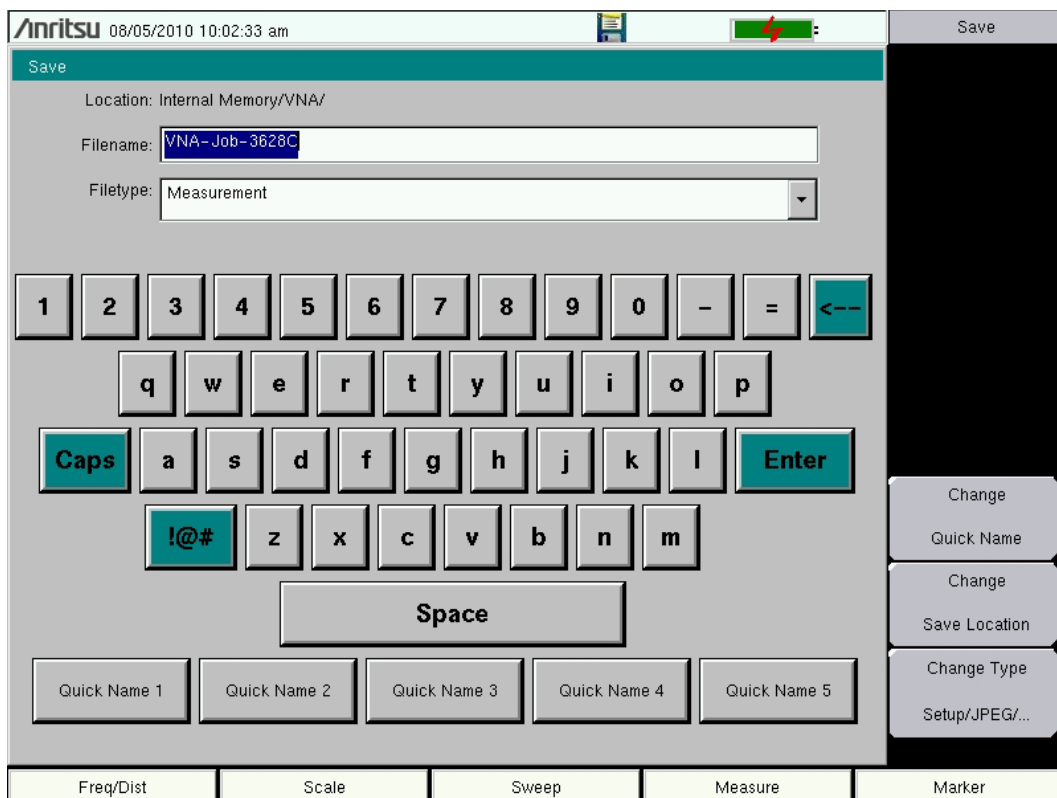 /Inritsu 08/05/2010 10:02:33 am
Save
Save
Location: Internal Memory/VNA/
Filename: VNA-Job-3628C
Filetype: Measurement
1 2 3 4 5 6 7 8 9 0 - = <--
q w e r t y u i o p
Caps a s d f g h j k l Enter
!@# z x c v b n m
Space
Quick Name 1 Quick Name 2 Quick Name 3 Quick Name 4 Quick Name 5
Change
Quick Name
Change
Save Location
Change Type
Setup/JPEG/...
Freq/Dist Scale Sweep Measure Marker